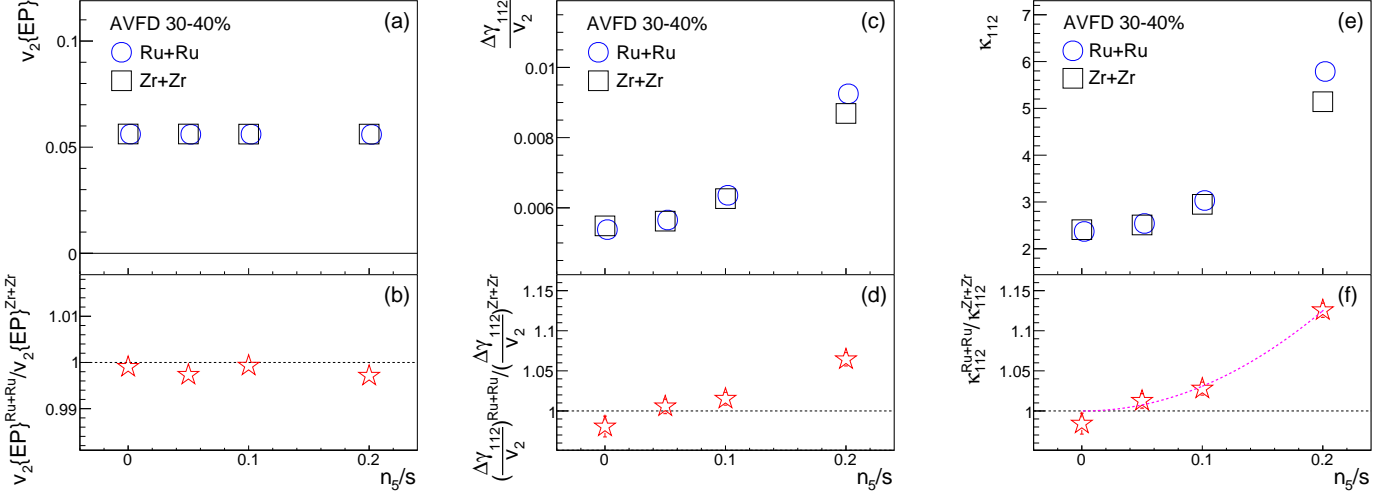 v₂{EP}
0.1
0.05
0
(a)
AVFD 30-40%
Ru+Ru
Zr+Zr
v₂{EP}^Ru+Ru/v₂{EP}^Zr+Zr
1.01
1
0.99
(b)
0 0.1 0.2
n₅/s
Δγ₁₁₂/v₂
0.01
0.008
0.006
(c)
AVFD 30-40%
Ru+Ru
Zr+Zr
(Δγ₁₁₂/v₂)^Ru+Ru/(Δγ₁₁₂/v₂)^Zr+Zr
1.15
1.1
1.05
1
(d)
0 0.1 0.2
n₅/s
κ₁₁₂
7
6
5
4
3
2
(e)
AVFD 30-40%
Ru+Ru
Zr+Zr
κ₁₁₂^Ru+Ru/κ₁₁₂^Zr+Zr
1.15
1.1
1.05
1
(f)
0 0.1 0.2
n₅/s